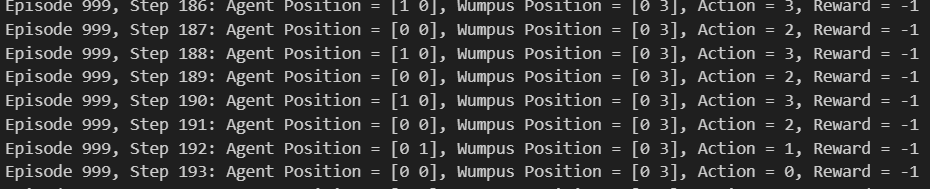 Episode 999, Step 186: Agent Position = [1 0], Wumpus Position = [0 3], Action = 3, Reward = -1
Episode 999, Step 187: Agent Position = [0 0], Wumpus Position = [0 3], Action = 2, Reward = -1
Episode 999, Step 188: Agent Position = [1 0], Wumpus Position = [0 3], Action = 3, Reward = -1
Episode 999, Step 189: Agent Position = [0 0], Wumpus Position = [0 3], Action = 2, Reward = -1
Episode 999, Step 190: Agent Position = [1 0], Wumpus Position = [0 3], Action = 3, Reward = -1
Episode 999, Step 191: Agent Position = [0 0], Wumpus Position = [0 3], Action = 2, Reward = -1
Episode 999, Step 192: Agent Position = [0 1], Wumpus Position = [0 3], Action = 1, Reward = -1
Episode 999, Step 193: Agent Position = [0 0], Wumpus Position = [0 3], Action = 0, Reward = -1